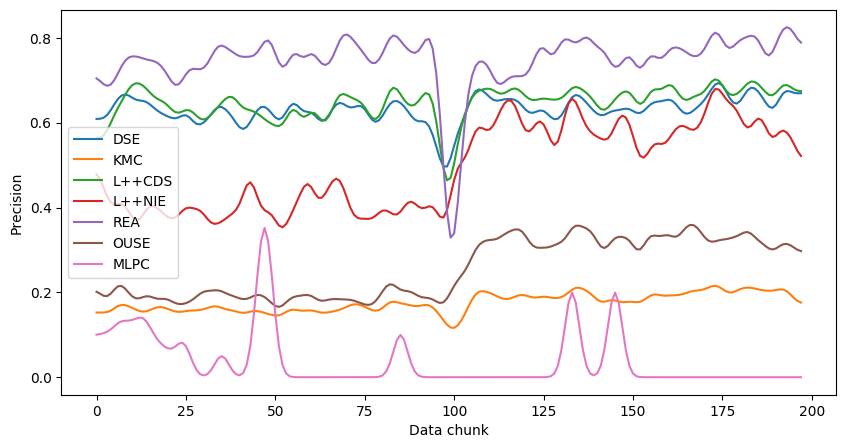 Precision
0.8
0.6
0.4
0.2
0.0
DSE
KMC
L++CDS
L++NIE
REA
OUSE
MLPC
0 25 50 75 100 125 150 175 200
Data chunk